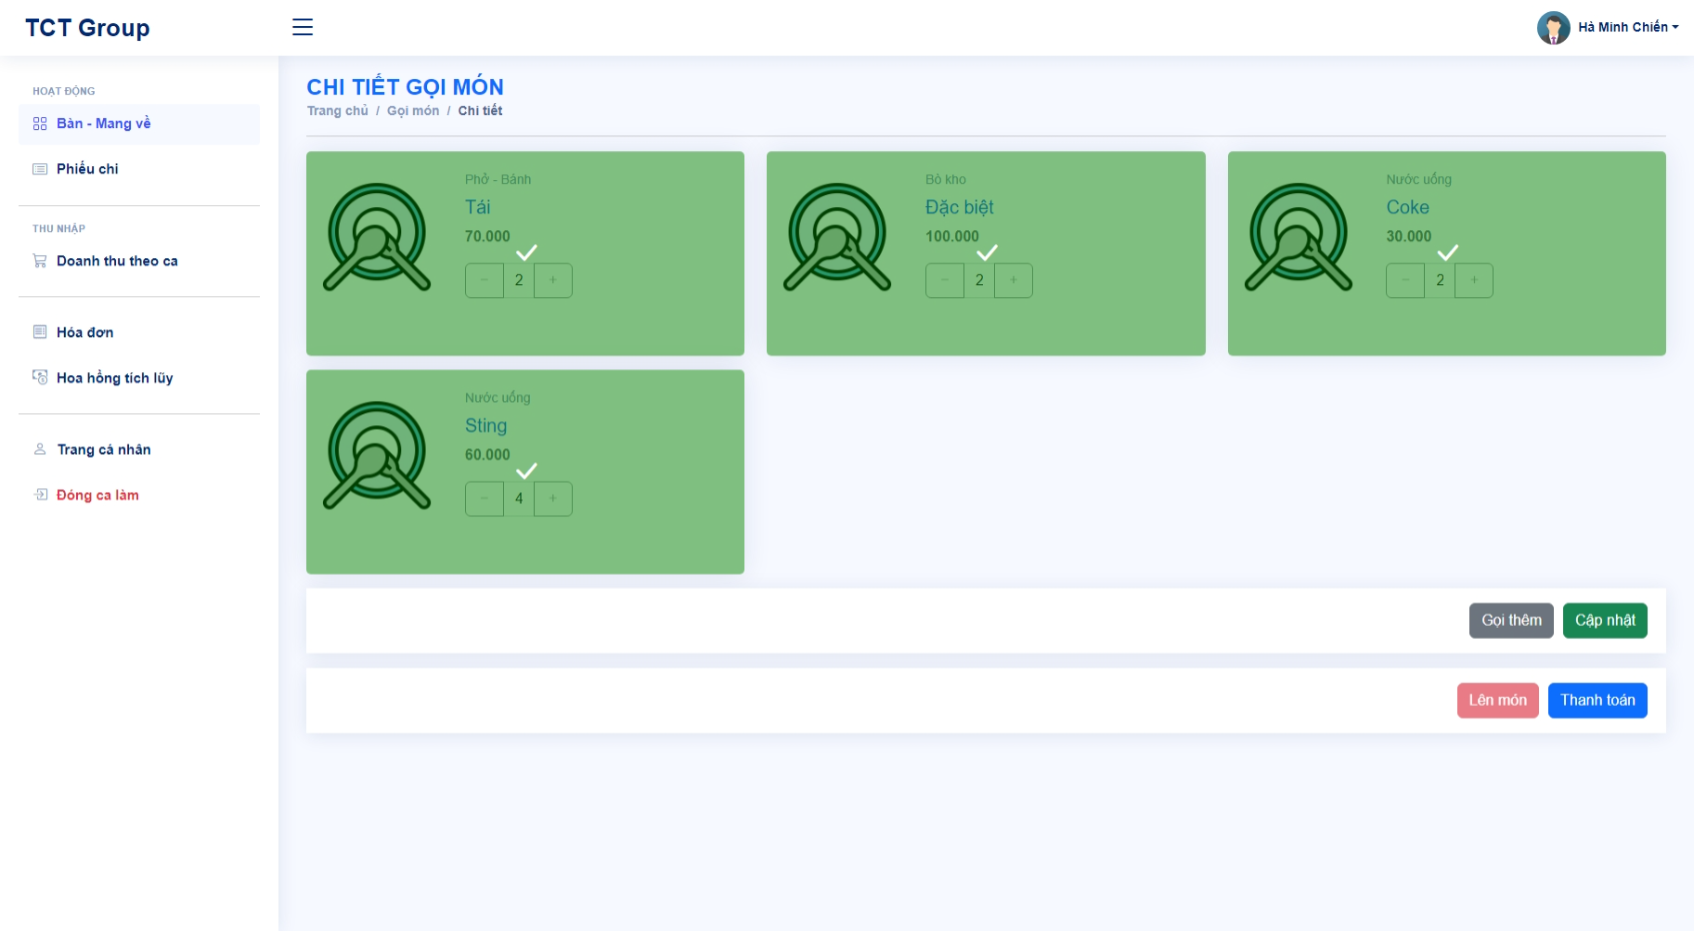 TCT Group
Hà Minh Chiến
HOẠT ĐỘNG
Bàn - Mang về
Phiếu chi
THU NHẬP
Doanh thu theo ca
Hóa đơn
Hoa hồng tích lũy
Trang cá nhân
Đóng ca làm
CHI TIẾT GỌI MÓN
Trang chủ / Gọi món / Chi tiết
Phở - Bánh
Tái
70.000
− 2 +
Bò kho
Đặc biệt
100.000
− 2 +
Nước uống
Coke
30.000
− 2 +
Nước uống
Sting
60.000
− 4 +
Gọi thêm
Cập nhật
Lên món
Thanh toán